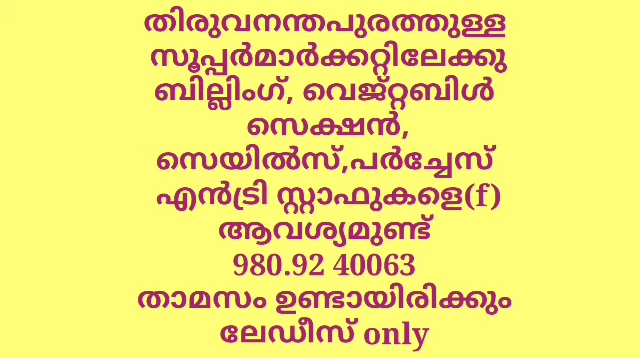 തിരുവനന്തപുരത്തുള്ള
സൂപ്പർമാർക്കറ്റിലേക്കു
ബില്ലിംഗ്, വെജ്റ്റബിൾ
സെക്ഷൻ,
സെയിൽസ്,പർച്ചേസ്
എൻട്രി സ്റ്റാഫുകളെ(f)
ആവശ്യമുണ്ട്
980.92 40063
താമസം ഉണ്ടായിരിക്കും
ലേഡീസ് only